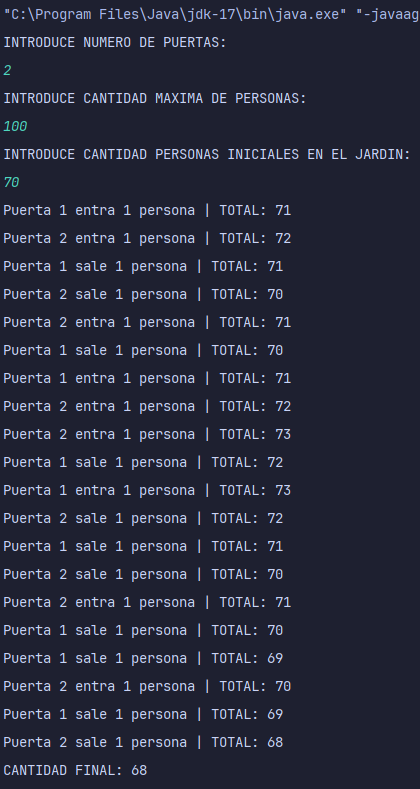 "C:\Program Files\Java\jdk-17\bin\java.exe" "-javaag
INTRODUCE NUMERO DE PUERTAS:
2
INTRODUCE CANTIDAD MAXIMA DE PERSONAS:
100
INTRODUCE CANTIDAD PERSONAS INICIALES EN EL JARDIN:
70
Puerta 1 entra 1 persona | TOTAL: 71
Puerta 2 entra 1 persona | TOTAL: 72
Puerta 1 sale 1 persona | TOTAL: 71
Puerta 2 sale 1 persona | TOTAL: 70
Puerta 2 entra 1 persona | TOTAL: 71
Puerta 1 sale 1 persona | TOTAL: 70
Puerta 1 entra 1 persona | TOTAL: 71
Puerta 2 entra 1 persona | TOTAL: 72
Puerta 2 entra 1 persona | TOTAL: 73
Puerta 1 sale 1 persona | TOTAL: 72
Puerta 1 entra 1 persona | TOTAL: 73
Puerta 2 sale 1 persona | TOTAL: 72
Puerta 1 sale 1 persona | TOTAL: 71
Puerta 2 sale 1 persona | TOTAL: 70
Puerta 2 entra 1 persona | TOTAL: 71
Puerta 1 sale 1 persona | TOTAL: 70
Puerta 1 sale 1 persona | TOTAL: 69
Puerta 2 entra 1 persona | TOTAL: 70
Puerta 1 sale 1 persona | TOTAL: 69
Puerta 2 sale 1 persona | TOTAL: 68
CANTIDAD FINAL: 68